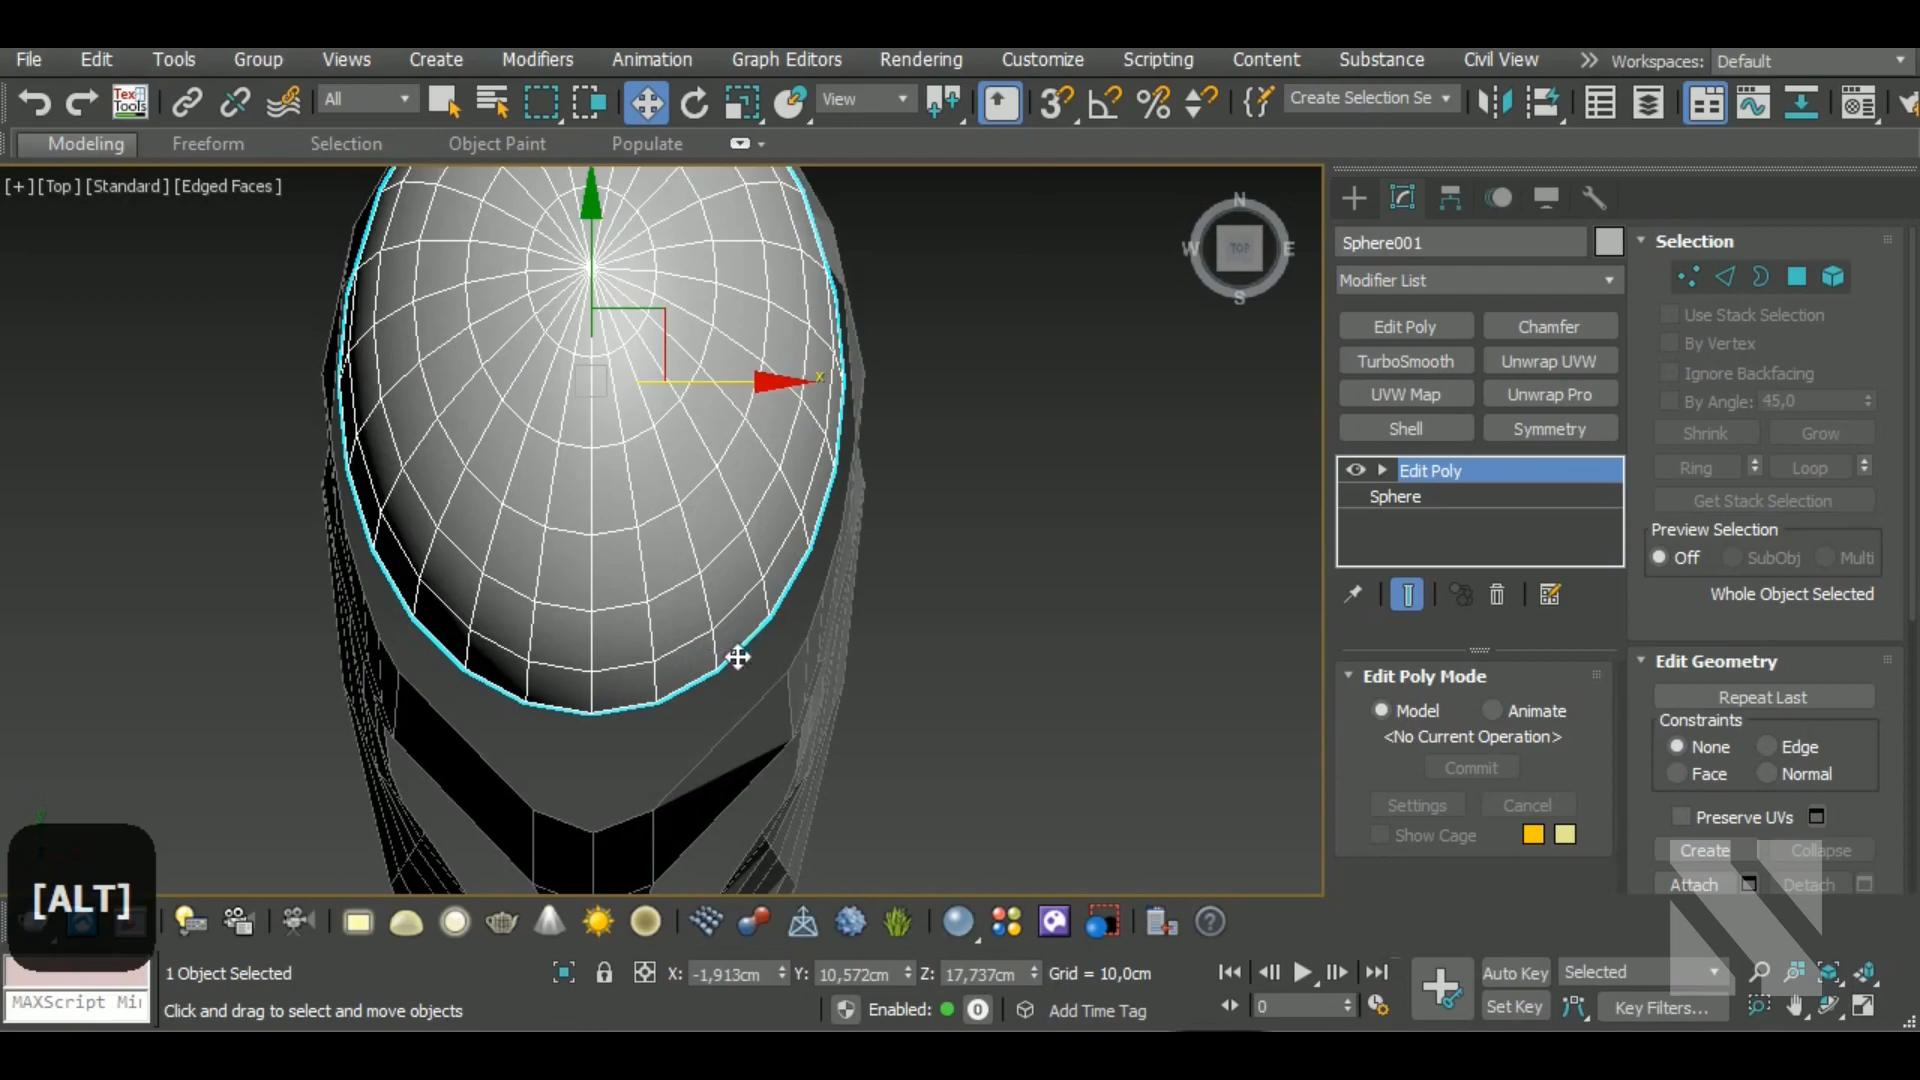 File Edit Tools Group Views Create Modifiers Animation Graph Editors Rendering Customize Scripting Content Substance Civil View Workspaces: Default
Tex Tools All View Create Selection Se
Modeling Freeform Selection Object Paint Populate
[+] [Top] [Standard] [Edged Faces]
N
W TOP E
S
x
Sphere001
Modifier List
Edit Poly Chamfer
TurboSmooth Unwrap UVW
UVW Map Unwrap Pro
Shell Symmetry
Edit Poly
Sphere
Edit Poly Mode
Model Animate
<No Current Operation>
Commit
Settings Cancel
Show Cage
Selection
Use Stack Selection
By Vertex
Ignore Backfacing
By Angle: 45,0
Shrink Grow
Ring Loop
Get Stack Selection
Preview Selection
Off SubObj Multi
Whole Object Selected
Edit Geometry
Repeat Last
Constraints
None Edge
Face Normal
Preserve UVs
Create Collapse
Attach Detach
[ALT]
1 Object Selected X: -1,913cm Y: 10,572cm Z: 17,737cm Grid = 10,0cm Auto Key Selected
MAXScript Mi Click and drag to select and move objects Enabled: 0 Add Time Tag 0 Set Key Key Filters...